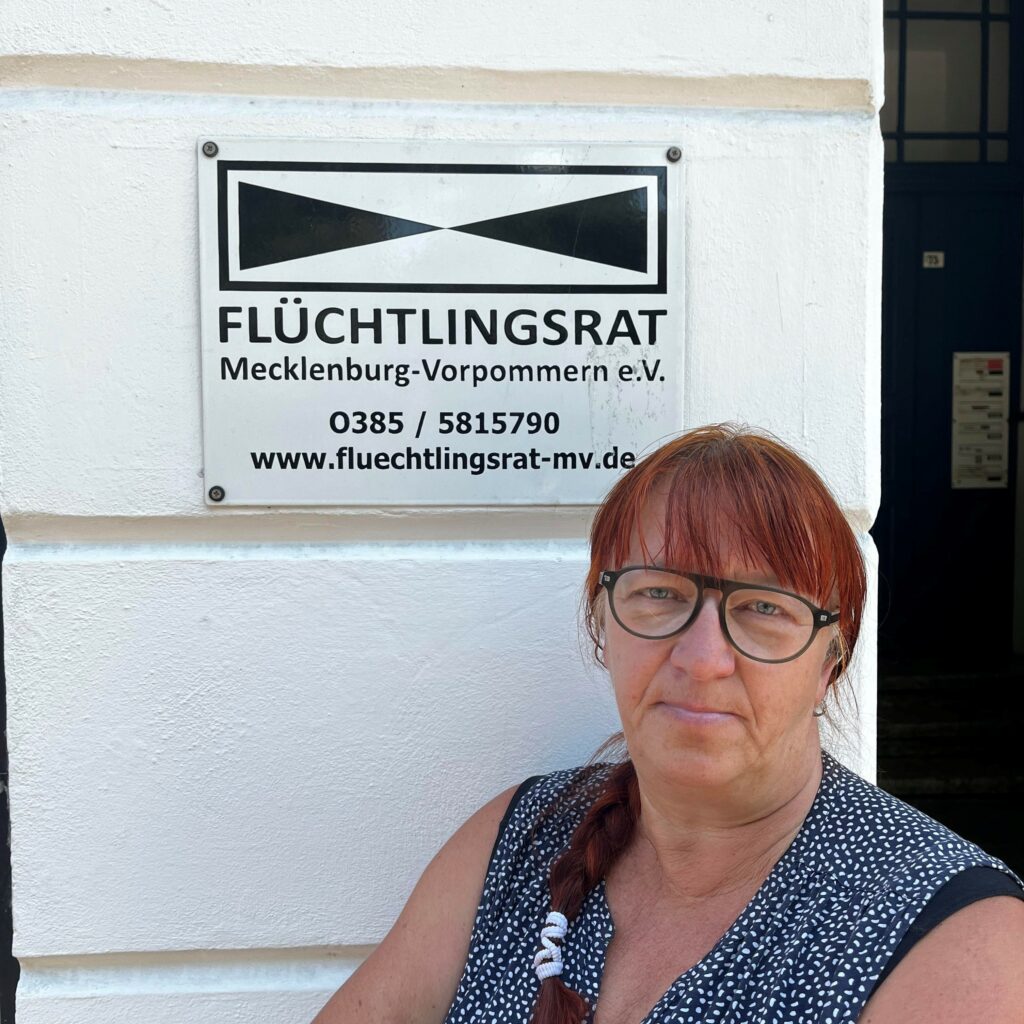 FLÜCHTLINGSRAT
Mecklenburg-Vorpommern e.V.
0385 / 5815790
www.fluechtlingsrat-mv.de